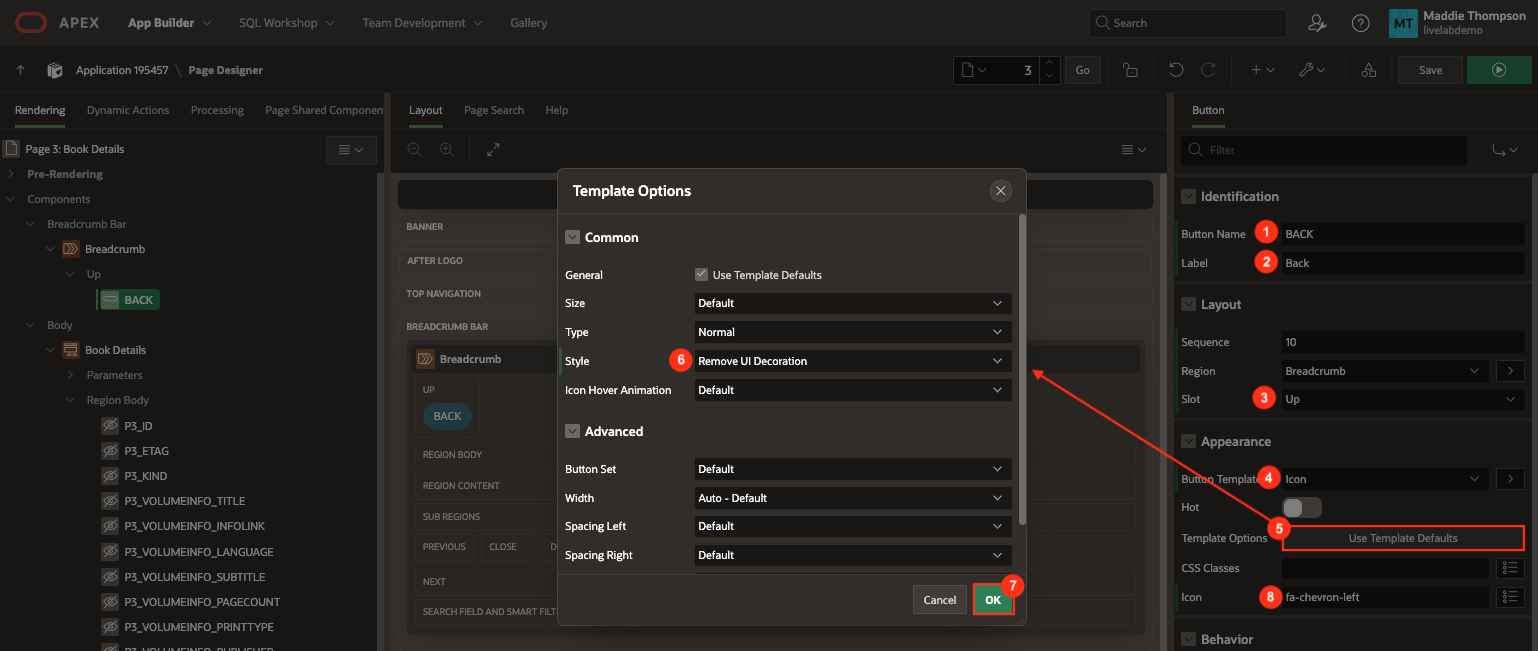 APEX App Builder SQL Workshop Team Development Gallery Search MT Maddie Thompson
livelabdemo
Application 195457 \ Page Designer 3 Go Save
Rendering Dynamic Actions Processing Page Shared Componen
Page 3: Book Details
Pre-Rendering
Components
Breadcrumb Bar
Breadcrumb
Up
BACK
Body
Book Details
Parameters
Region Body
P3_ID
P3_ETAG
P3_KIND
P3_VOLUMEINFO_TITLE
P3_VOLUMEINFO_INFOLINK
P3_VOLUMEINFO_LANGUAGE
P3_VOLUMEINFO_SUBTITLE
P3_VOLUMEINFO_PAGECOUNT
P3_VOLUMEINFO_PRINTTYPE
P3_VOLUMEINFO_PUBLISHER
Layout Page Search Help
BANNER
AFTER LOGO
TOP NAVIGATION
BREADCRUMB BAR
Breadcrumb
UP
BACK
REGION BODY
REGION CONTENT
SUB REGIONS
PREVIOUS CLOSE
NEXT
SEARCH FIELD AND SMART FILT
Template Options
Common
General Use Template Defaults
Size Default
Type Normal
Style 6 Remove UI Decoration
Icon Hover Animation Default
Advanced
Button Set Default
Width Auto - Default
Spacing Left Default
Spacing Right Default
Cancel OK 7
Button
Filter
Identification
Button Name 1 BACK
Label 2 Back
Layout
Sequence 10
Region Breadcrumb
Slot 3 Up
Appearance
Button Template 4 Icon
Hot
Template Options 5 Use Template Defaults
CSS Classes
Icon 8 fa-chevron-left
Behavior